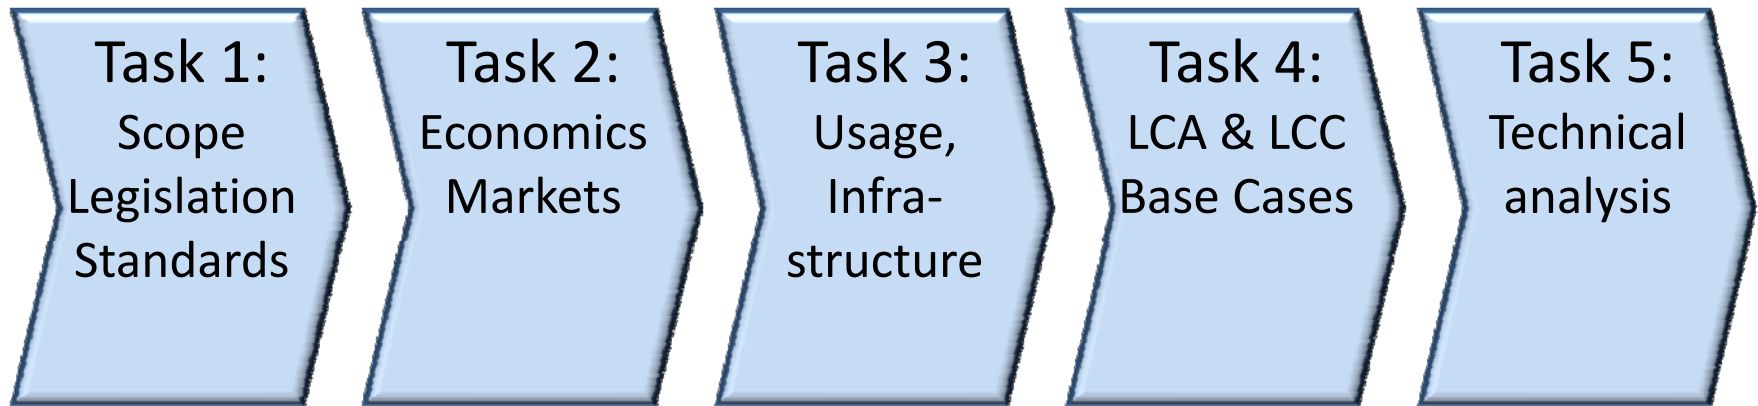 Task 1:
Scope
Legislation
Standards
Task 2:
Economics
Markets
Task 3:
Usage,
Infra-
structure
Task 4:
LCA & LCC
Base Cases
Task 5:
Technical
analysis